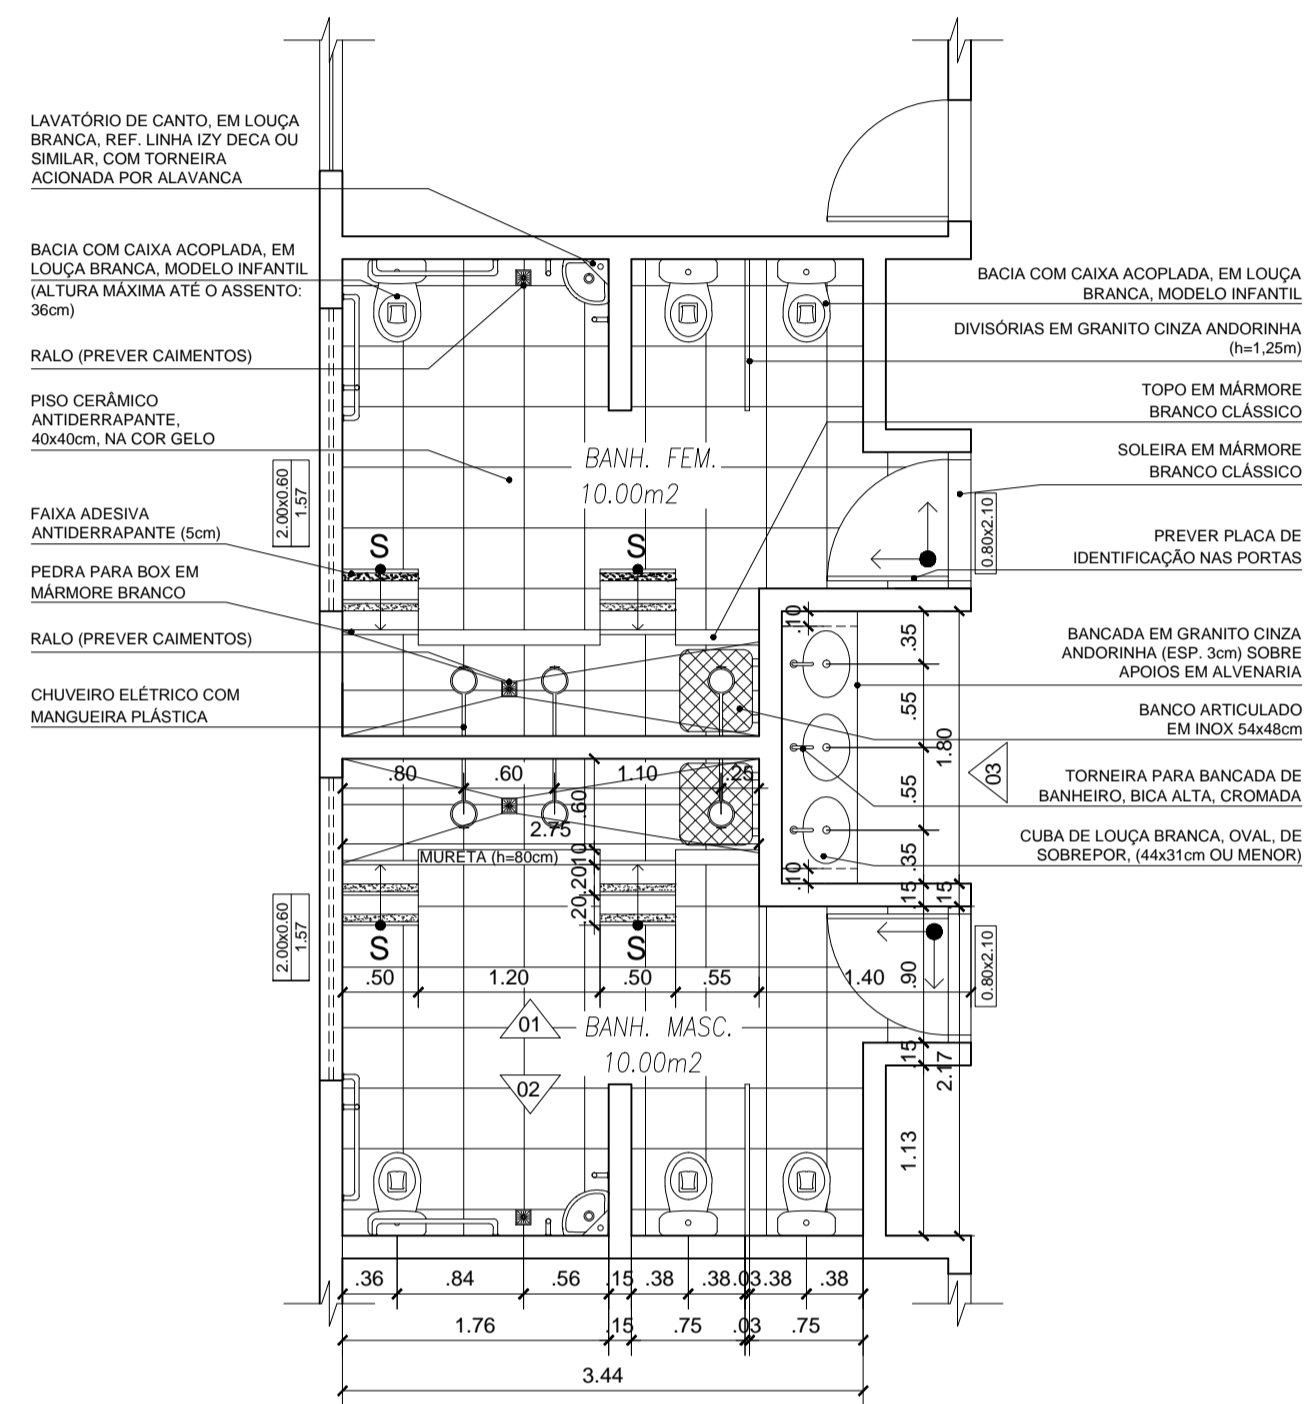 LAVATÓRIO DE CANTO, EM LOUÇA
BRANCA, REF. LINHA IZY DECA OU
SIMILAR, COM TORNEIRA
ACIONADA POR ALAVANCA
BACIA COM CAIXA ACOPLADA, EM
LOUÇA BRANCA, MODELO INFANTIL
(ALTURA MÁXIMA ATÉ O ASSENTO:
36cm)
RALO (PREVER CAIMENTOS)
PISO CERÂMICO
ANTIDERRAPANTE,
40x40cm, NA COR GELO
FAIXA ADESIVA
ANTIDERRAPANTE (5cm)
PEDRA PARA BOX EM
MÁRMORE BRANCO
RALO (PREVER CAIMENTOS)
CHUVEIRO ELÉTRICO COM
MANGUEIRA PLÁSTICA
BACIA COM CAIXA ACOPLADA, EM LOUÇA
BRANCA, MODELO INFANTIL
DIVISÓRIAS EM GRANITO CINZA ANDORINHA
(h=1,25m)
TOPO EM MÁRMORE
BRANCO CLÁSSICO
SOLEIRA EM MÁRMORE
BRANCO CLÁSSICO
PREVER PLACA DE
IDENTIFICAÇÃO NAS PORTAS
BANCADA EM GRANITO CINZA
ANDORINHA (ESP. 3cm) SOBRE
APOIOS EM ALVENARIA
BANCO ARTICULADO
EM INOX 54x48cm
TORNEIRA PARA BANCADA DE
BANHEIRO, BICA ALTA, CROMADA
CUBA DE LOUÇA BRANCA, OVAL, DE
SOBREPOR, (44x31cm OU MENOR)
BANH. FEM.
10.00m2
2.00x0.60
1.57
0.80x2.10
S
S
.10
.35
.55
1.80
.55
.35
.10
.15
.15
03
.80
.60
1.10
.25
.60
2.75
MURETA (h=80cm)
.10
.20
.20
S
S
2.00x0.60
1.57
0.80x2.10
.50
1.20
.50
.55
1.40
.90
01
BANH. MASC.
10.00m2
02
.15
2.17
1.13
.36
.84
.56
.15
.38
.38
.03
.38
.38
1.76
.15
.75
.03
.75
3.44